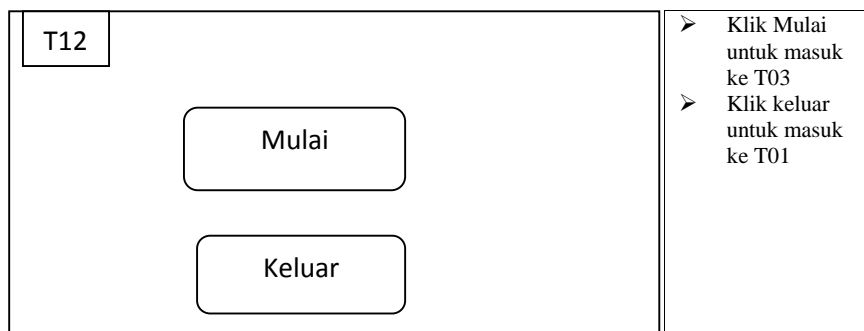 T12
Mulai
Keluar
➢ Klik Mulai
untuk masuk
ke T03
➢ Klik keluar
untuk masuk
ke T01